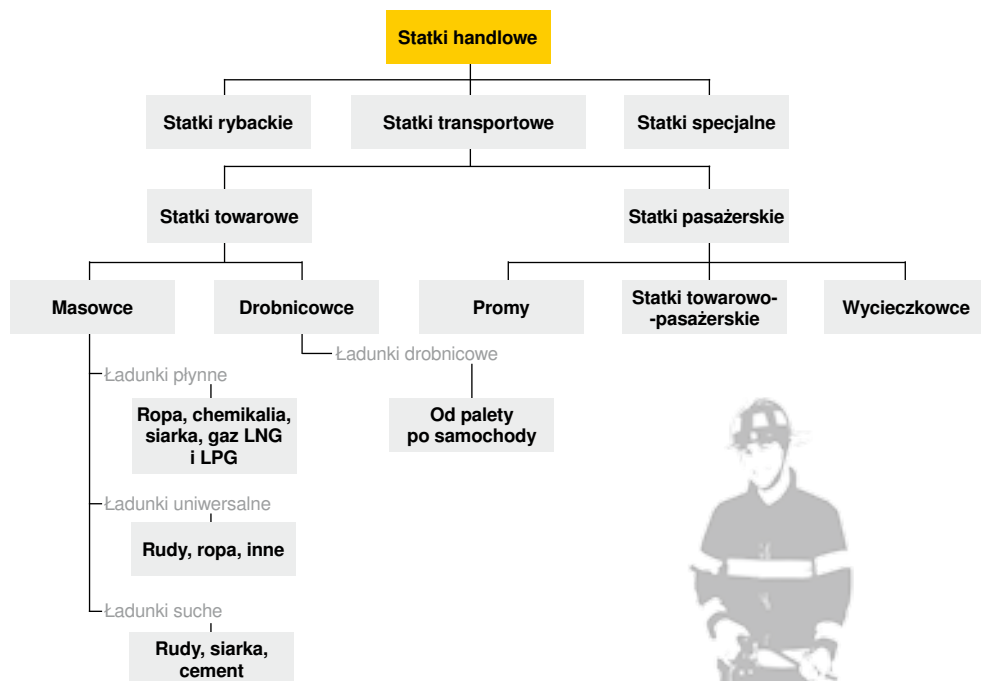 Statki handlowe
Statki rybackie
Statki transportowe
Statki specjalne
Statki towarowe
Statki pasażerskie
Masowce
Drobnicowce
Promy
Statki towarowo-
-pasażerskie
Wycieczkowce
Ładunki drobnicowe
Ładunki płynne
Ropa, chemikalia,
siarka, gaz LNG
i LPG
Od palety
po samochody
Ładunki uniwersalne
Rudy, ropa, inne
Ładunki suche
Rudy, siarka,
cement